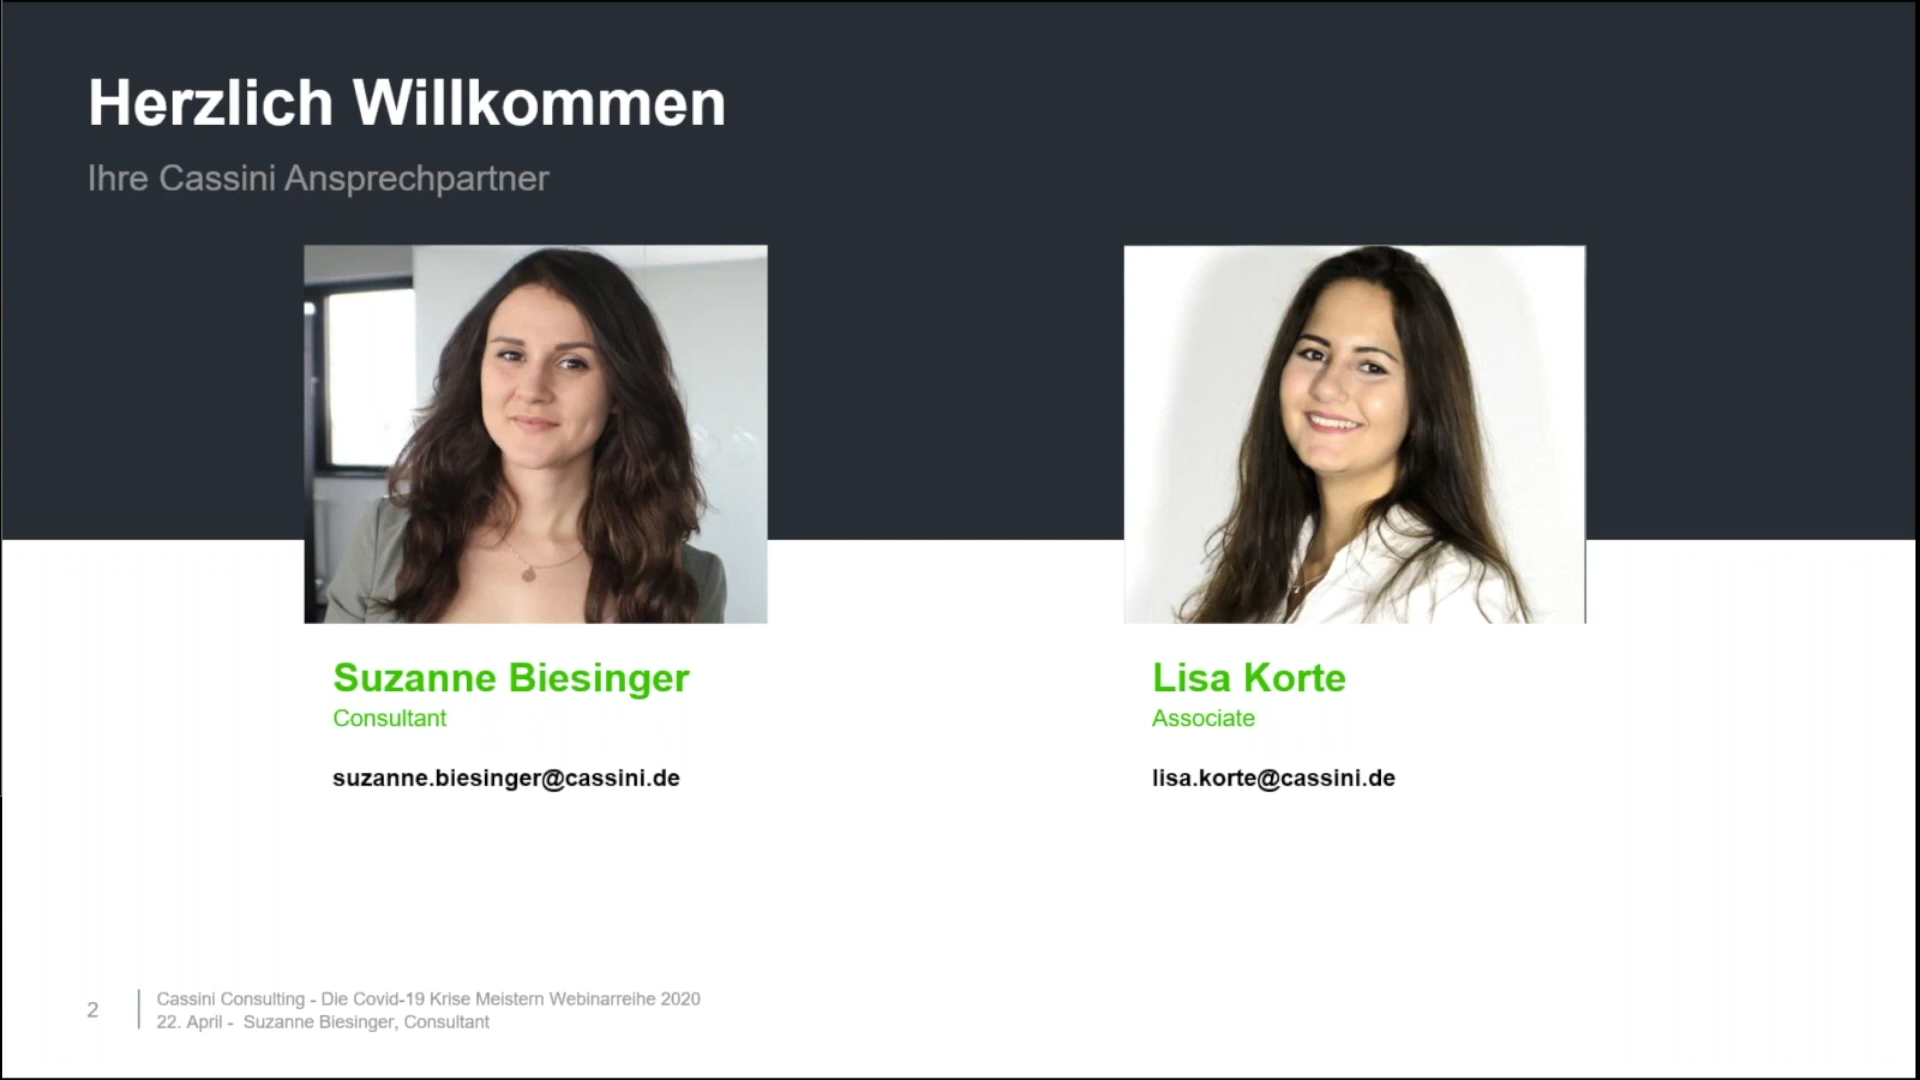 Herzlich Willkommen
Ihre Cassini Ansprechpartner
Suzanne Biesinger
Consultant
suzanne.biesinger@cassini.de
Lisa Korte
Associate
lisa.korte@cassini.de
2
Cassini Consulting - Die Covid-19 Krise Meistern Webinarreihe 2020
22. April - Suzanne Biesinger, Consultant